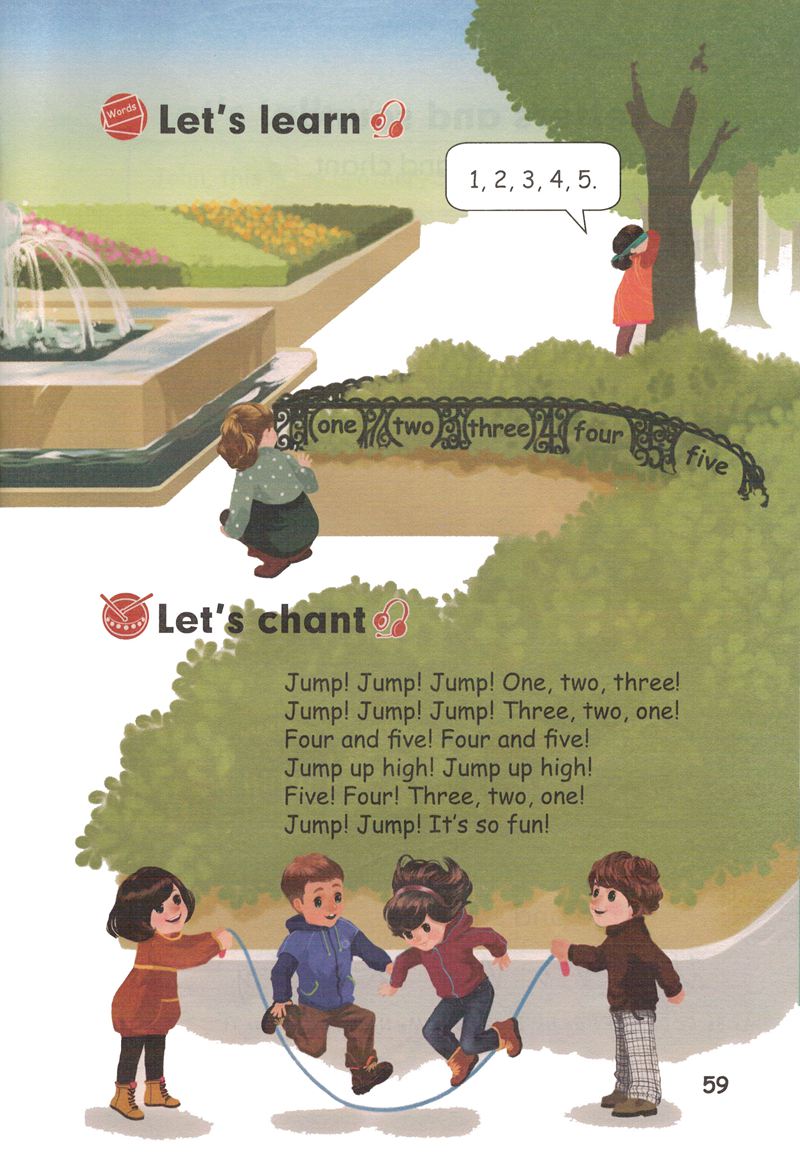 Words
Let's learn
1, 2, 3, 4, 5.
one two three four five
Let's chant
Jump! Jump! Jump! One, two, three!
Jump! Jump! Jump! Three, two, one!
Four and five! Four and five!
Jump up high! Jump up high!
Five! Four! Three, two, one!
Jump! Jump! It's so fun!
59